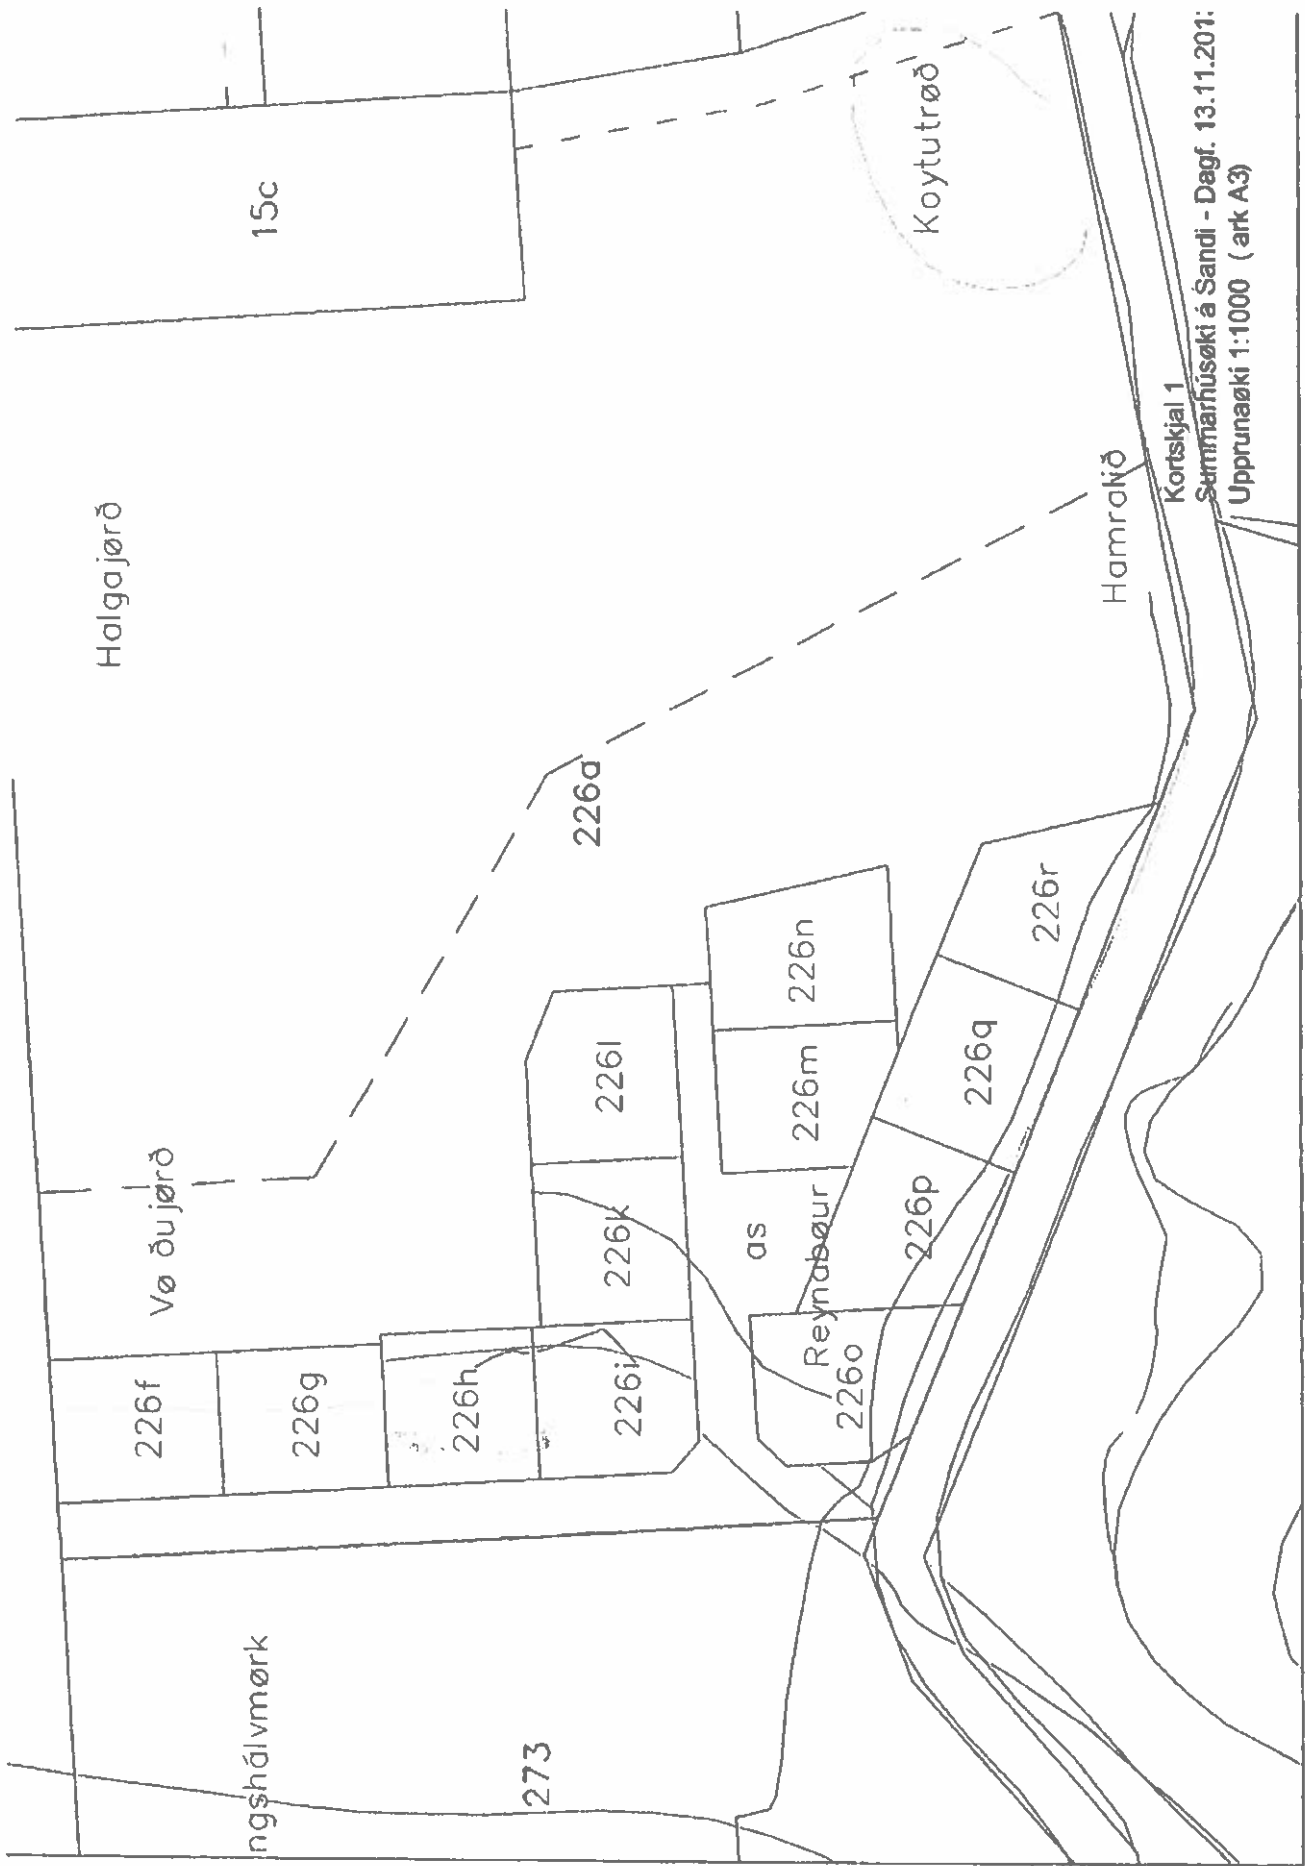 Halgajørð
226f
Vø ðujørð
ngshálvmørk
15c
226g
226h
273
226a
226i
226k
226l
as
226m
226n
Reynabøur
226o
226p
Koytutrøð
226q
226r
Hamralið
Kortskjal 1
Summarhúsøki á Sandi - Dagf. 13.11.201
Upprunaøki 1:1000 ( ark A3)